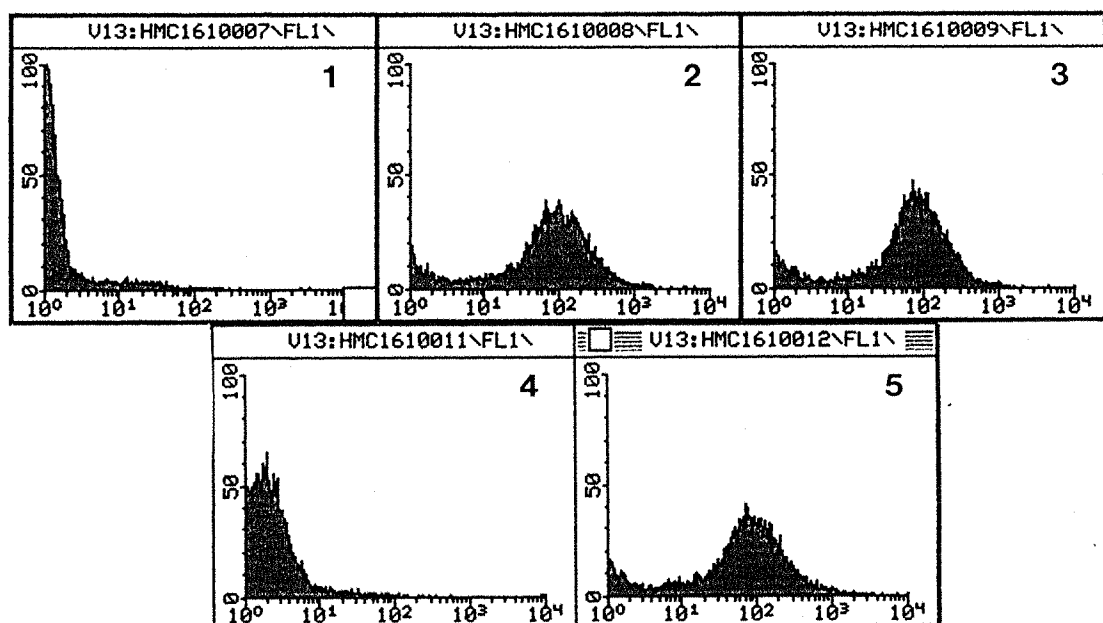 V13:HMC1610007\FL1\
1
100
50
0
10⁰ 10¹ 10² 10³
V13:HMC1610008\FL1\
2
100
50
0
10⁰ 10¹ 10² 10³ 10⁴
V13:HMC1610009\FL1\
3
100
50
0
10⁰ 10¹ 10² 10³ 10⁴
V13:HMC1610011\FL1\
4
100
50
0
10⁰ 10¹ 10² 10³ 10⁴
V13:HMC1610012\FL1\
5
100
50
0
10⁰ 10¹ 10² 10³ 10⁴